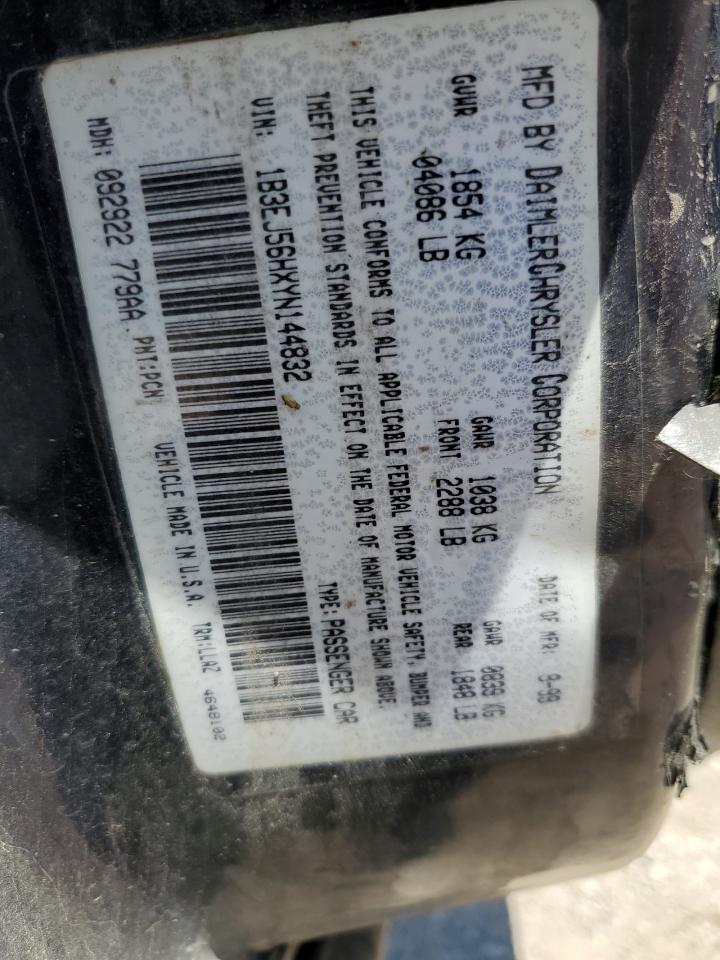 MFD BY DAIMLERCHRYSLER CORPORATION DATE OF MFR: 9-99
GVWR 1854 KG GAWR 1038 KG GAWR 0839 KG
04086 LB FRONT 2288 LB REAR 1848 LB
THIS VEHICLE CONFORMS TO ALL APPLICABLE FEDERAL MOTOR VEHICLE SAFETY, BUMPER AND
THEFT PREVENTION STANDARDS IN EFFECT ON THE DATE OF MANUFACTURE SHOWN ABOVE.
VIN: 1B3EJ56HXYN144832 TYPE: PASSENGER CAR
MDH: 092922 779AA PNT:PCN VEHICLE MADE IN U.S.A. TRM:LLAZ 4648102